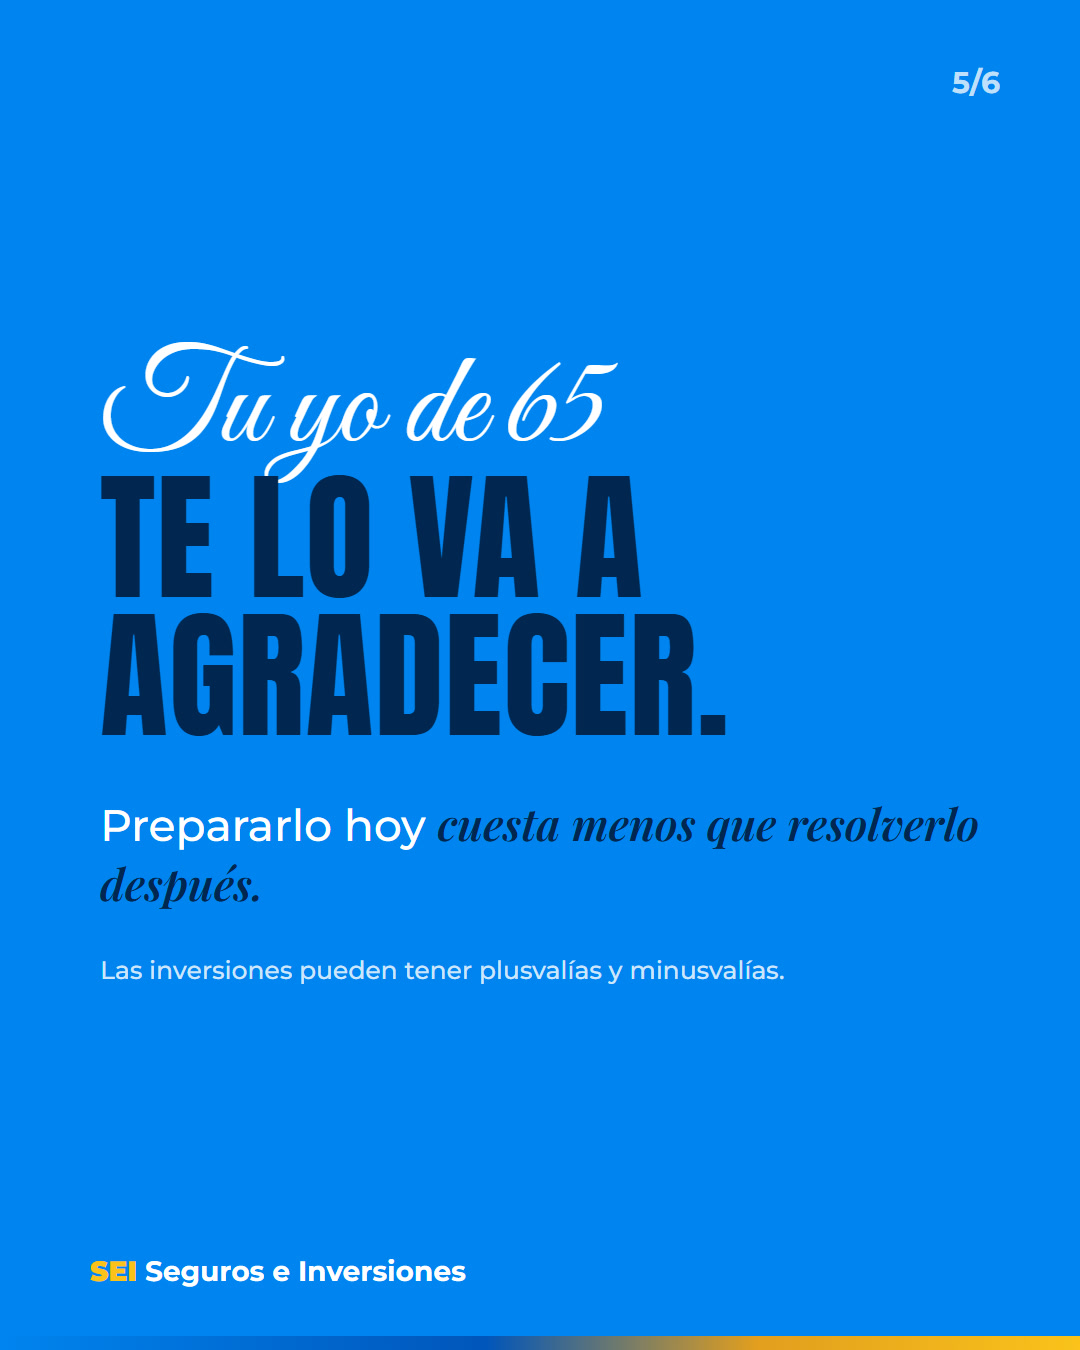 5/6
Tu yo de 65
TE LO VA A
AGRADECER.
Prepararlo hoy cuesta menos que resolverlo
después.
Las inversiones pueden tener plusvalías y minusvalías.
SEI Seguros e Inversiones